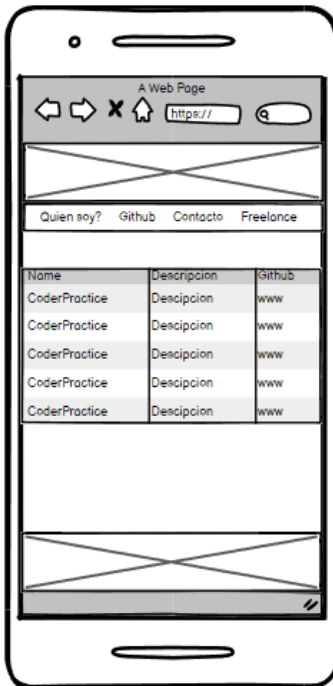 A Web Page
https://
Quien soy? Github Contacto Freelance
Name Descripcion Github
CoderPractice Descipcion www
CoderPractice Descipcion www
CoderPractice Descipcion www
CoderPractice Descipcion www
CoderPractice Descipcion www